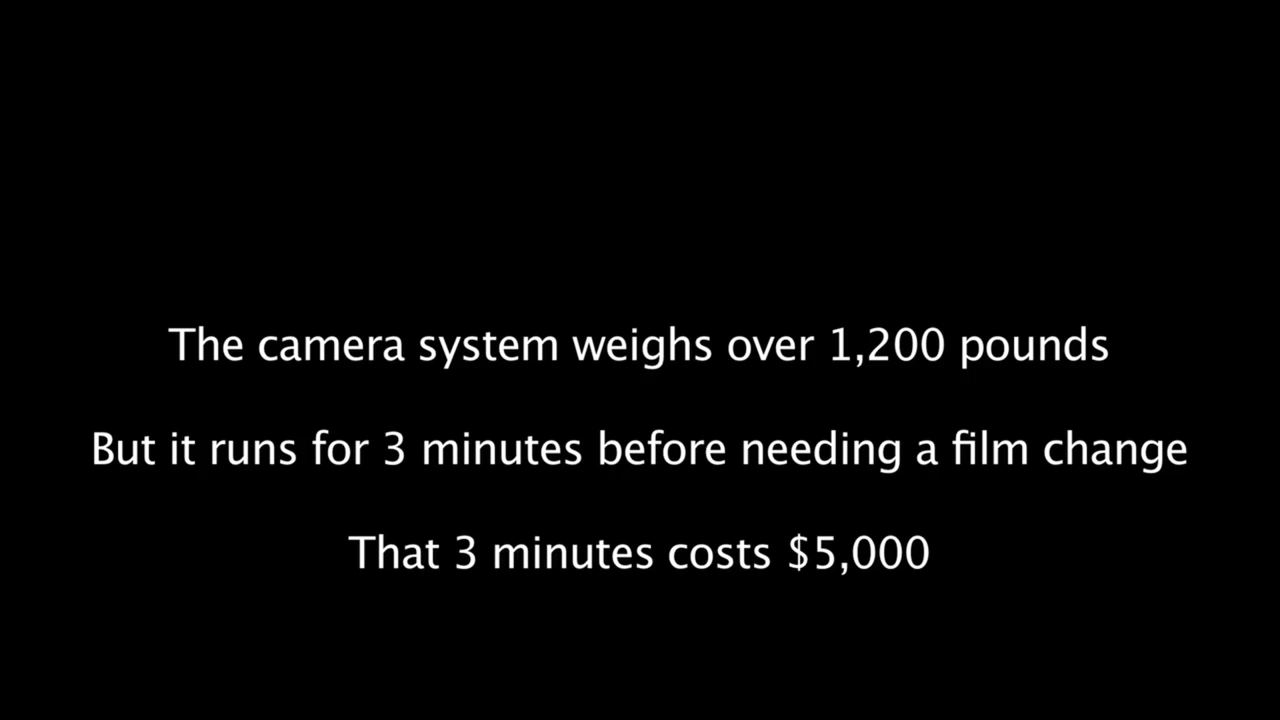 The camera system weighs over 1,200 pounds
But it runs for 3 minutes before needing a film change
That 3 minutes costs $5,000